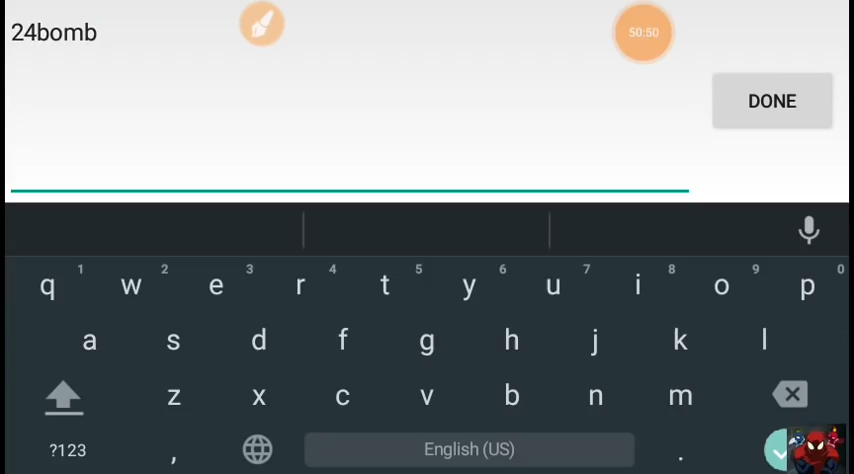 24bomb
50:50
DONE
q 1 w 2 e 3 r 4 t 5 y 6 u 7 i 8 o 9 p 0
a s d f g h j k l
z x c v b n m
?123 , English (US) .